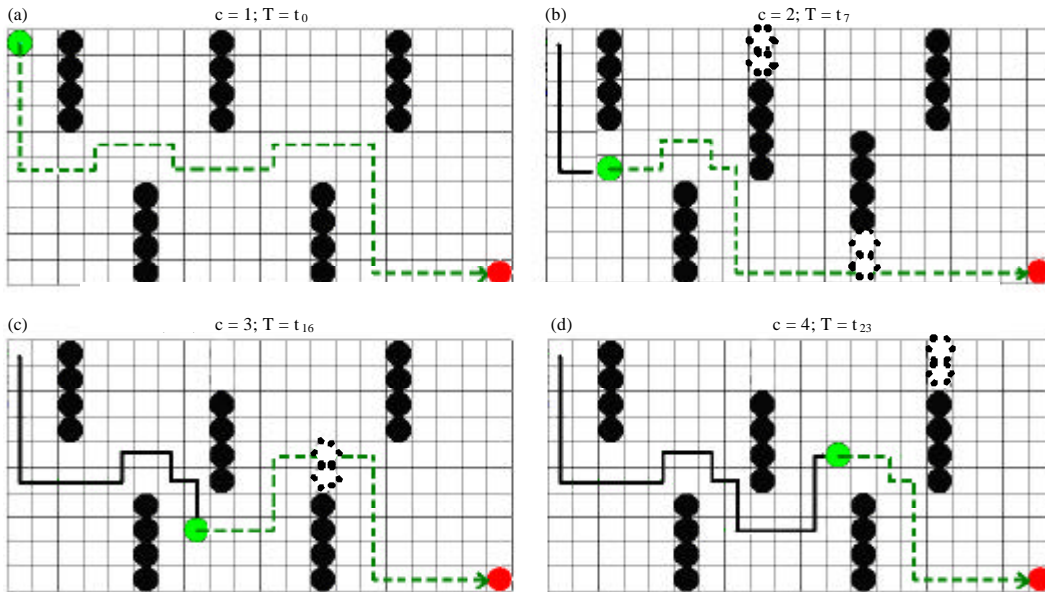 (a) c = 1; T = t0
(b) c = 2; T = t7
(c) c = 3; T = t16
(d) c = 4; T = t23